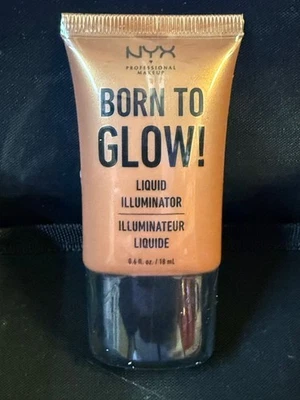 NYX
PROFESSIONAL
MAKEUP
BORN TO
GLOW!
LIQUID
ILLUMINATOR
ILLUMINATEUR
LIQUIDE
0.6 fl. oz. / 18 mL